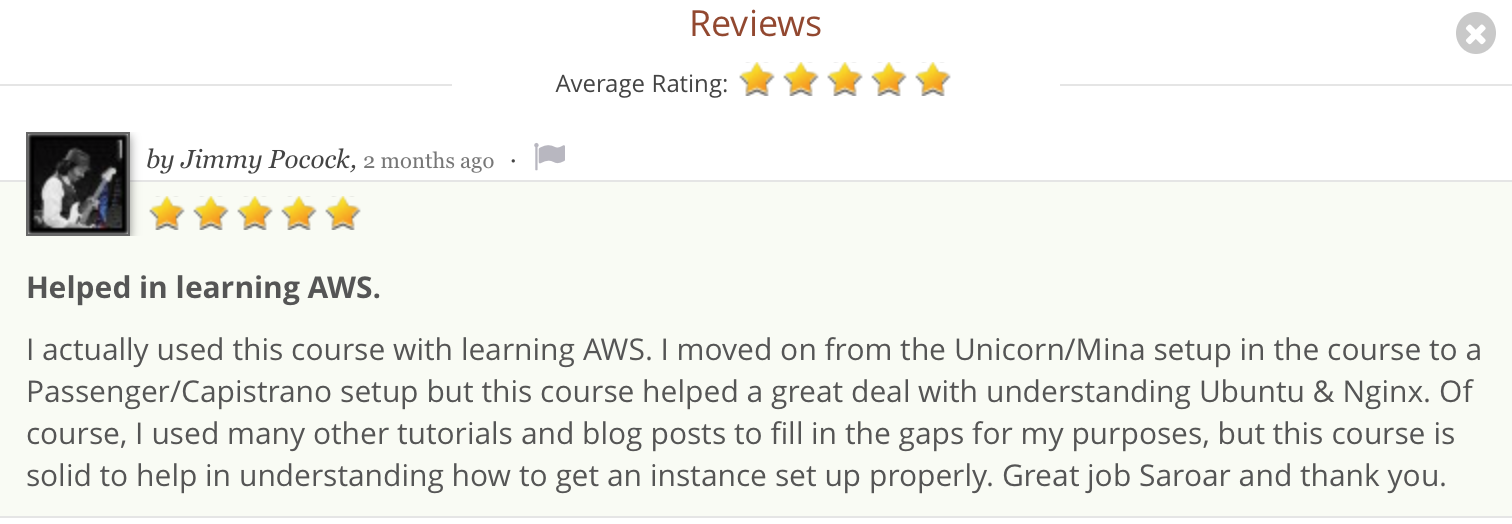 Reviews
Average Rating:
by Jimmy Pocock, 2 months ago ·
Helped in learning AWS.
I actually used this course with learning AWS. I moved on from the Unicorn/Mina setup in the course to a
Passenger/Capistrano setup but this course helped a great deal with understanding Ubuntu & Nginx. Of
course, I used many other tutorials and blog posts to fill in the gaps for my purposes, but this course is
solid to help in understanding how to get an instance set up properly. Great job Saroar and thank you.